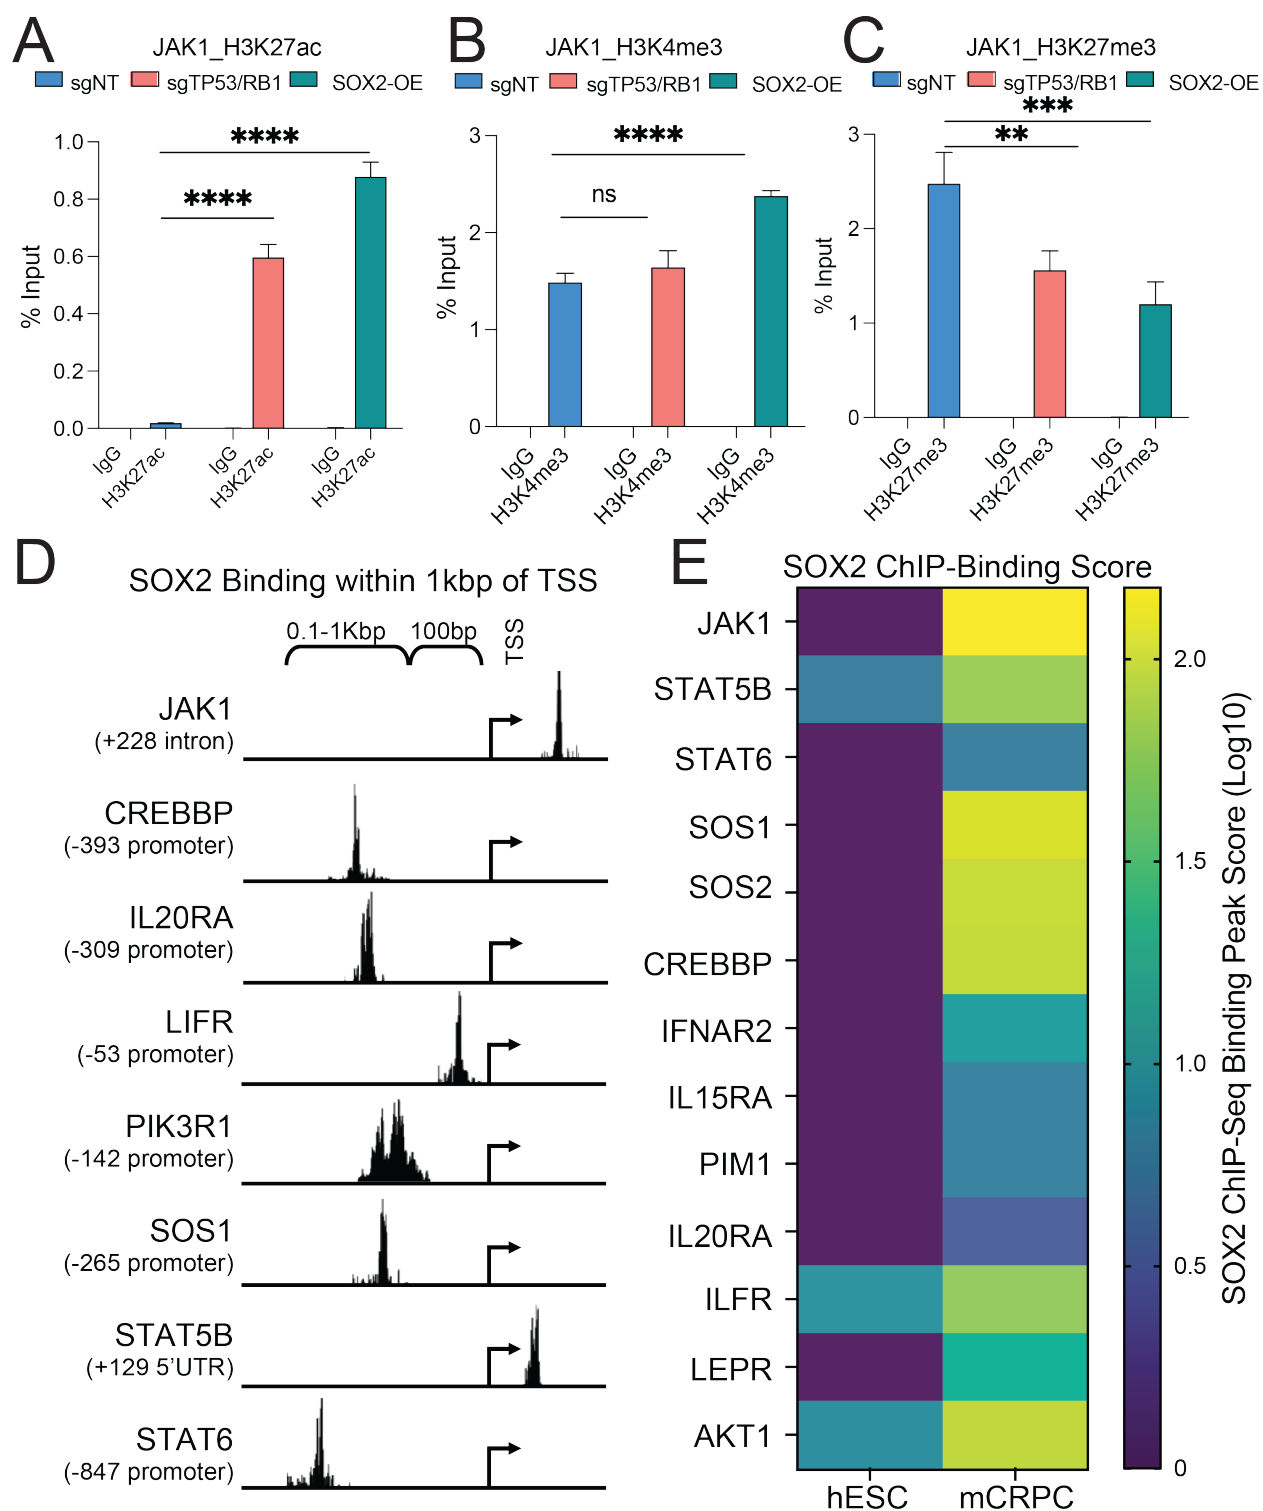 A
JAK1_H3K27ac
sgNT sgTP53/RB1 SOX2-OE
****
****
% Input
1.0
0.8
0.6
0.4
0.2
0.0
IgG
H3K27ac
IgG
H3K27ac
IgG
H3K27ac
B
JAK1_H3K4me3
sgNT sgTP53/RB1 SOX2-OE
****
ns
% Input
3
2
1
0
IgG
H3K4me3
IgG
H3K4me3
IgG
H3K4me3
C
JAK1_H3K27me3
sgNT sgTP53/RB1 SOX2-OE
***
**
% Input
3
2
1
0
IgG
H3K27me3
IgG
H3K27me3
IgG
H3K27me3
D
SOX2 Binding within 1kbp of TSS
0.1-1Kbp 100bp TSS
JAK1
(+228 intron)
CREBBP
(-393 promoter)
IL20RA
(-309 promoter)
LIFR
(-53 promoter)
PIK3R1
(-142 promoter)
SOS1
(-265 promoter)
STAT5B
(+129 5'UTR)
STAT6
(-847 promoter)
E
SOX2 ChIP-Binding Score
JAK1
STAT5B
STAT6
SOS1
SOS2
CREBBP
IFNAR2
IL15RA
PIM1
IL20RA
ILFR
LEPR
AKT1
hESC mCRPC
2.0
1.5
1.0
0.5
0
SOX2 ChIP-Seq Binding Peak Score (Log10)